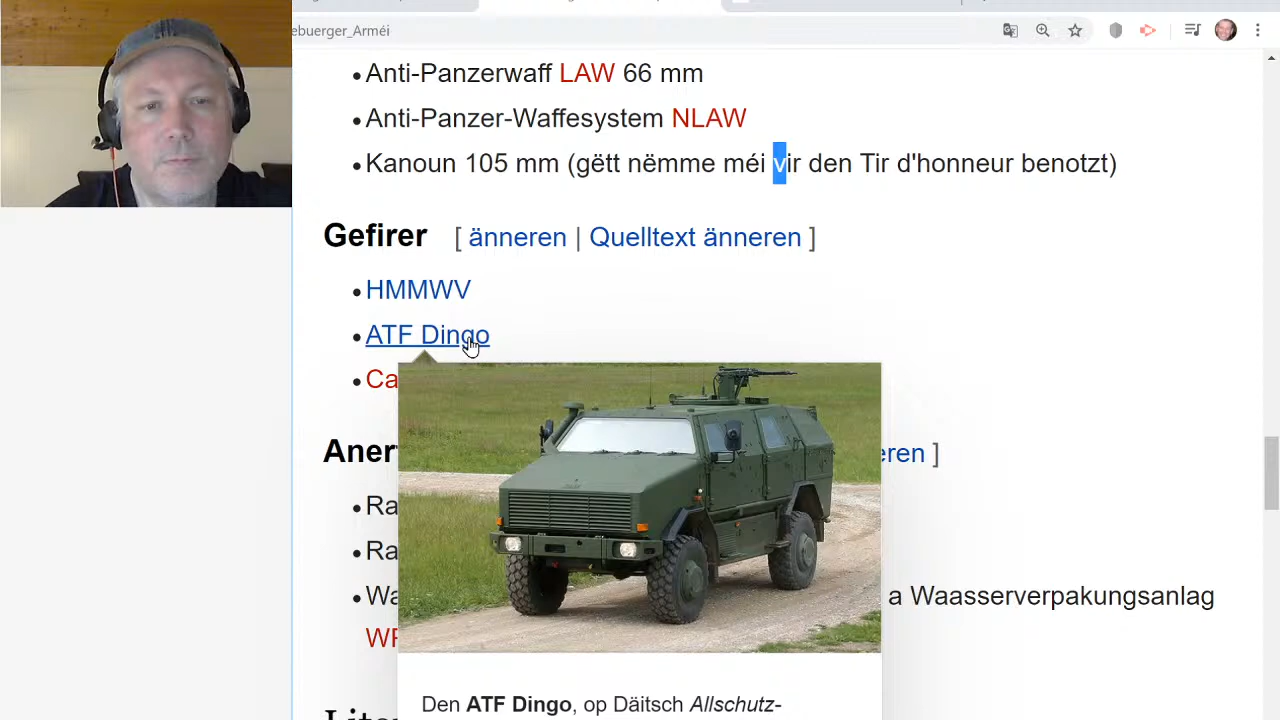 ebuerger_Arméi
Anti-Panzerwaff LAW 66 mm
Anti-Panzer-Waffesystem NLAW
Kanoun 105 mm (gëtt nëmme méi vir den Tir d'honneur benotzt)
Gefirer [ änneren | Quelltext änneren ]
HMMWV
ATF Dingo
Ca
Aner eren ]
Ra
Ra
Wa a Waasserverpakungsanlag
WP
Den ATF Dingo, op Däitsch Allschutz-